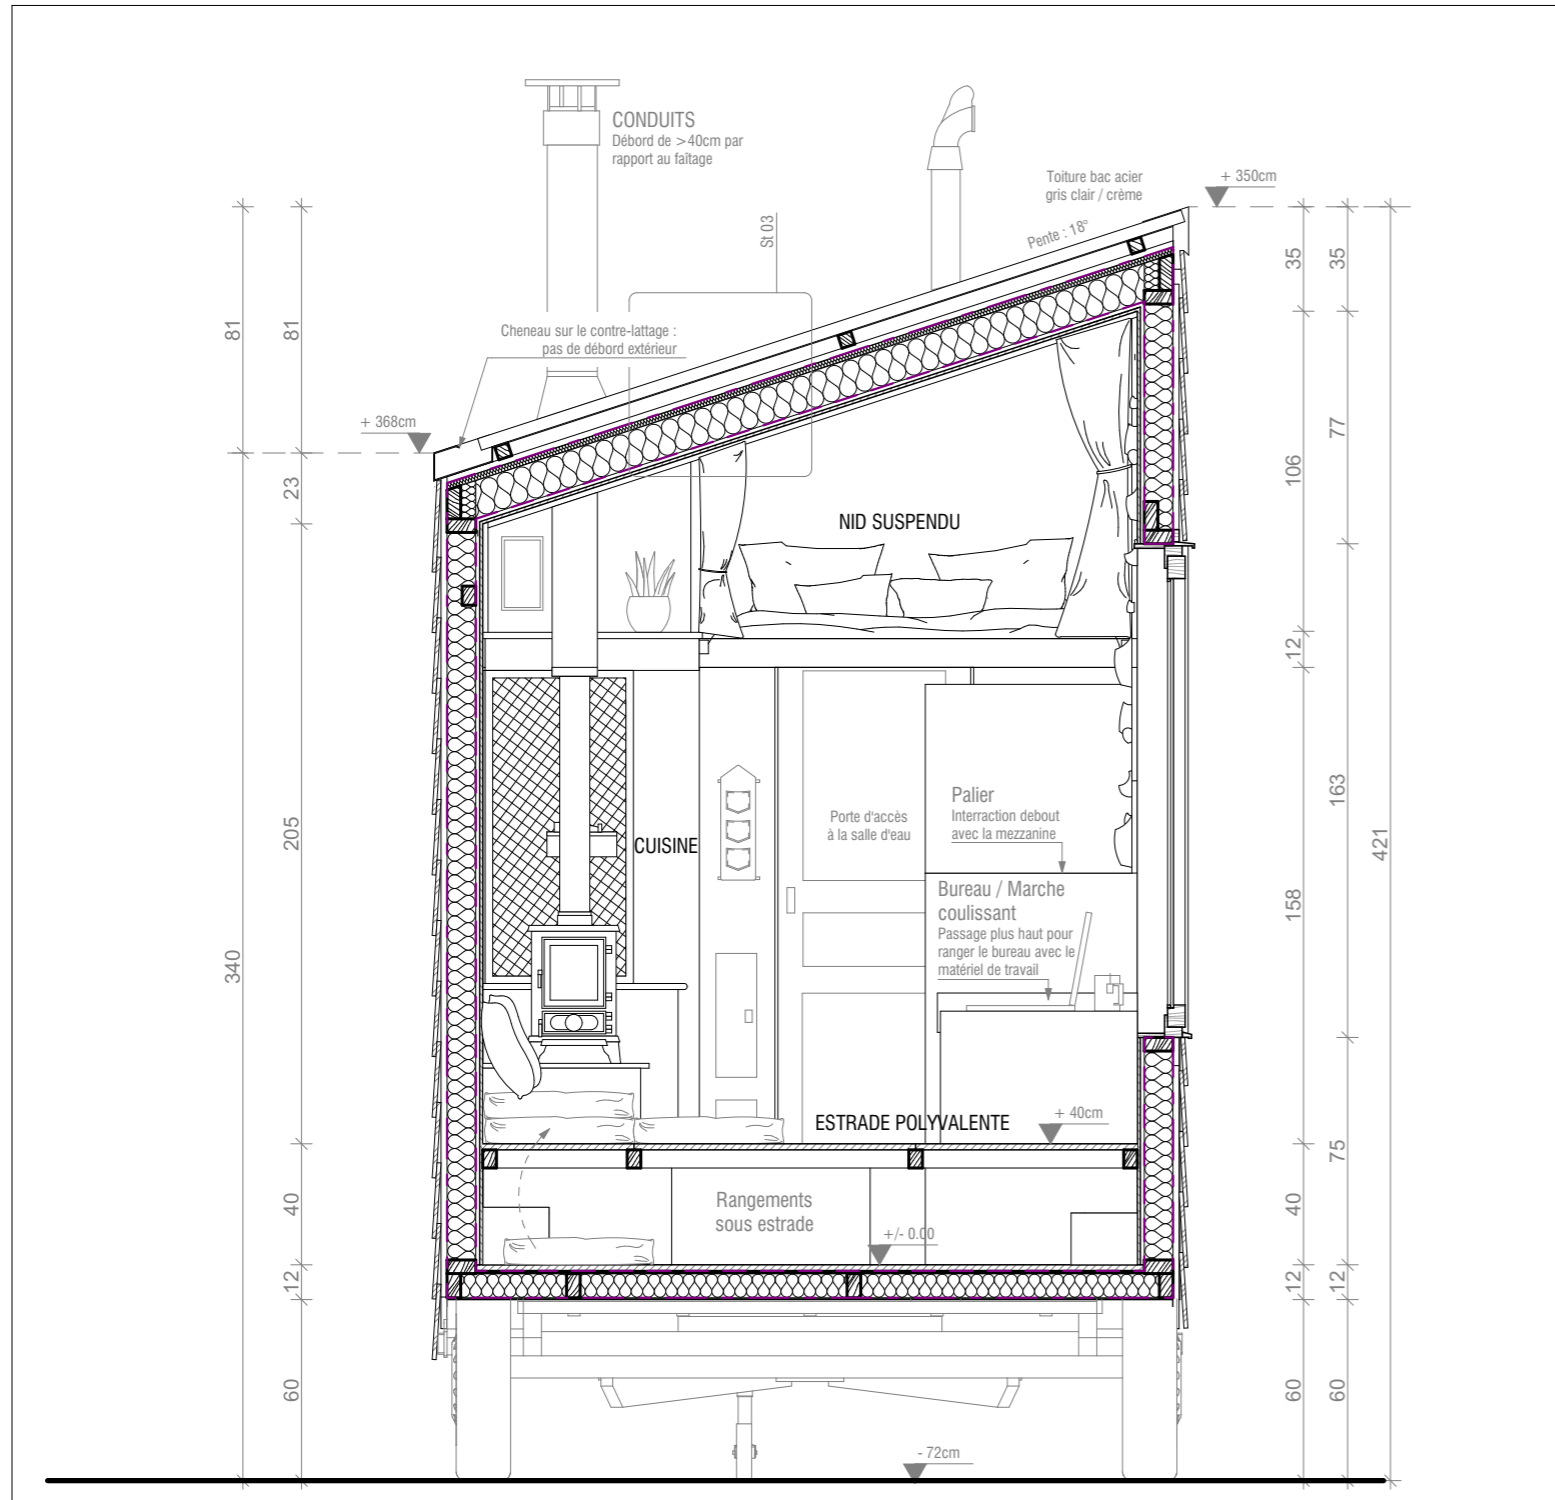 CONDUITS
Débord de >40cm par
rapport au faîtage
Toiture bac acier
gris clair / crème
+ 350cm
St 03
Pente : 18°
Cheneau sur le contre-lattage :
pas de débord extérieur
+ 368cm
NID SUSPENDU
CUISINE
Porte d'accès
à la salle d'eau
Palier
Interraction debout
avec la mezzanine
Bureau / Marche
coulissant
Passage plus haut pour
ranger le bureau avec le
matériel de travail
ESTRADE POLYVALENTE
+ 40cm
Rangements
sous estrade
+/- 0.00
- 72cm
81
340
81
23
205
40
12
60
35
106
12
158
40
12
60
35
77
163
75
12
60
421